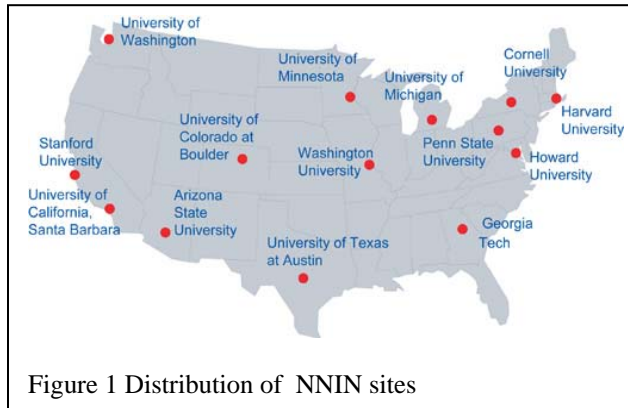 University of
Washington
University of
Minnesota
University of
Michigan
Cornell
University
Harvard
University
Stanford
University
University of
Colorado at
Boulder
Washington
University
Penn State
University
Howard
University
University of
California,
Santa Barbara
Arizona
State
University
University of Texas
at Austin
Georgia
Tech
Figure 1 Distribution of  NNIN sites